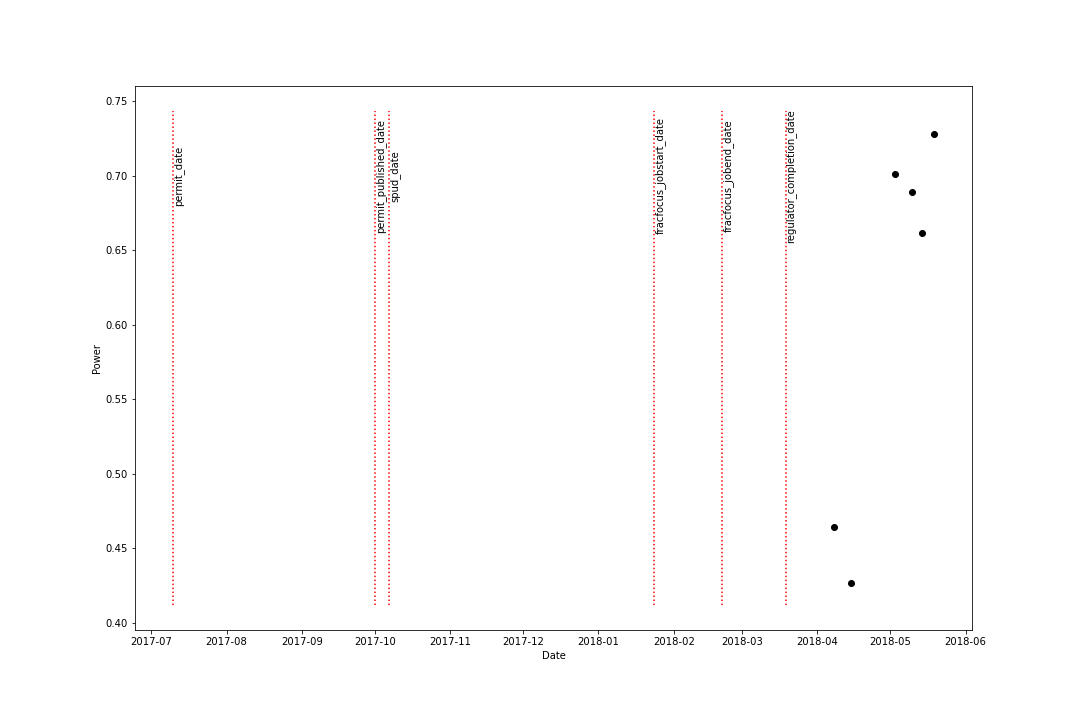 0.75
0.70
0.65
0.60
0.55
0.50
0.45
0.40
Power
permit_date
permit_published_date
spud_date
fracfocus_jobstart_date
fracfocus_jobend_date
regulator_completion_date
2017-07 2017-08 2017-09 2017-10 2017-11 2017-12 2018-01 2018-02 2018-03 2018-04 2018-05 2018-06
Date